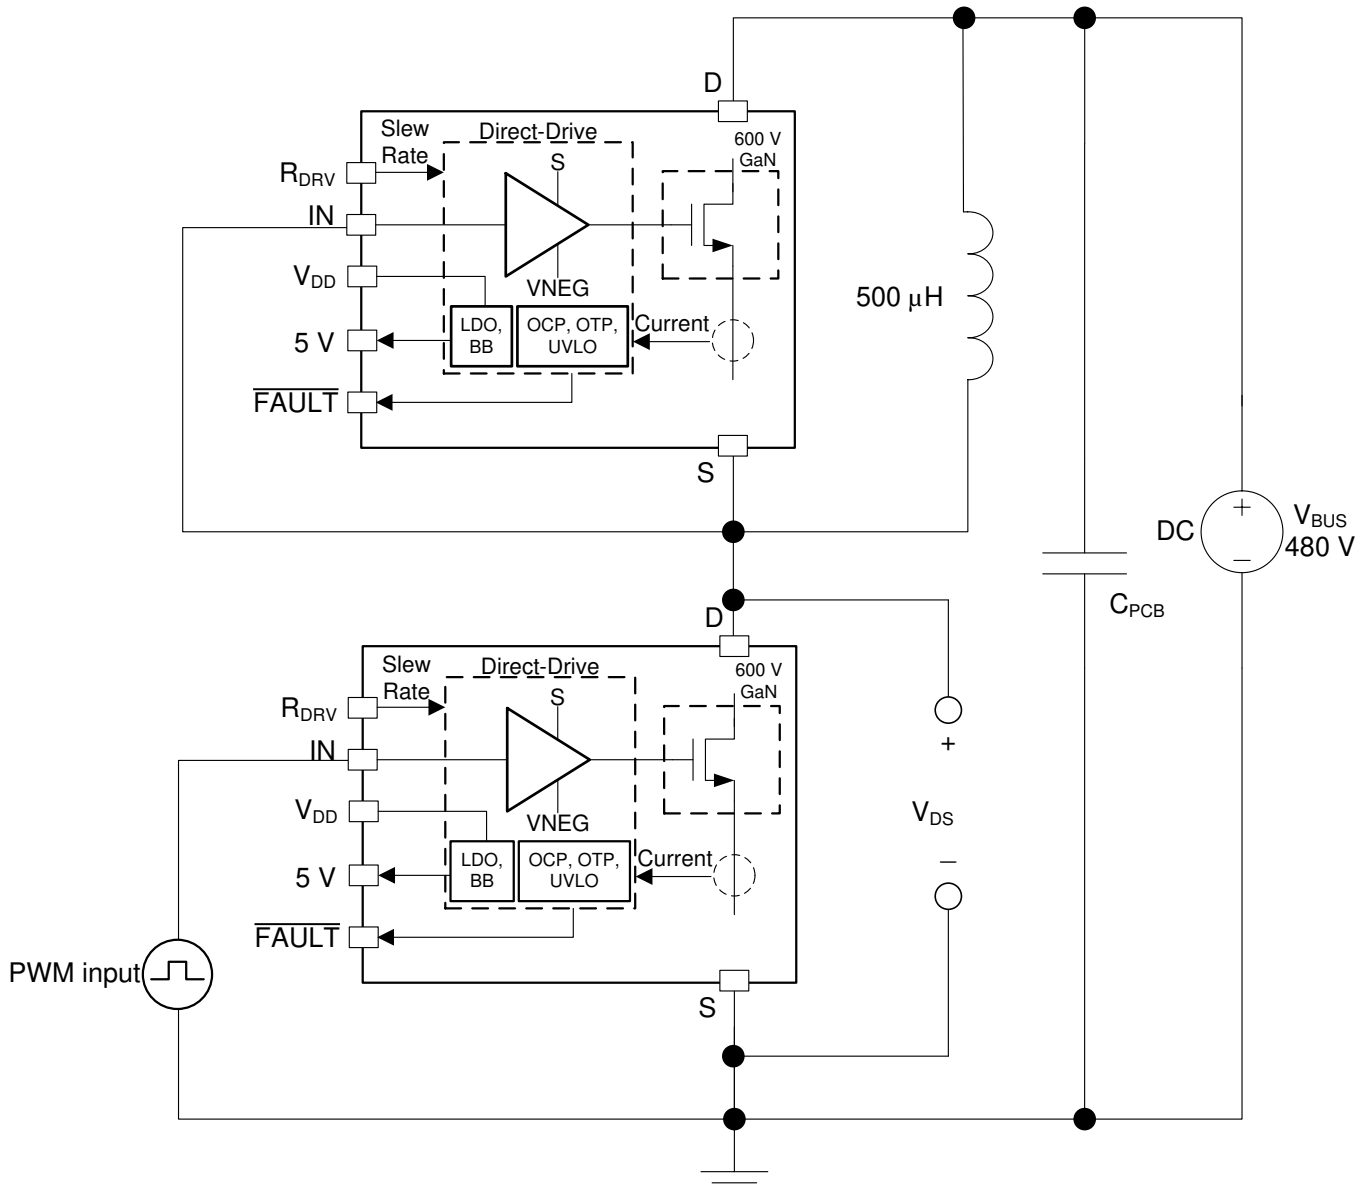 D
Slew
Rate
Direct-Drive
600 V
GaN
S
R_DRV
IN
V_DD
VNEG
5 V
LDO,
BB
OCP, OTP,
UVLO
Current
FAULT
S
500 μH
DC
+
−
V_BUS
480 V
C_PCB
D
Slew
Rate
Direct-Drive
600 V
GaN
S
R_DRV
IN
V_DD
VNEG
5 V
LDO,
BB
OCP, OTP,
UVLO
Current
FAULT
S
+
V_DS
−
PWM input